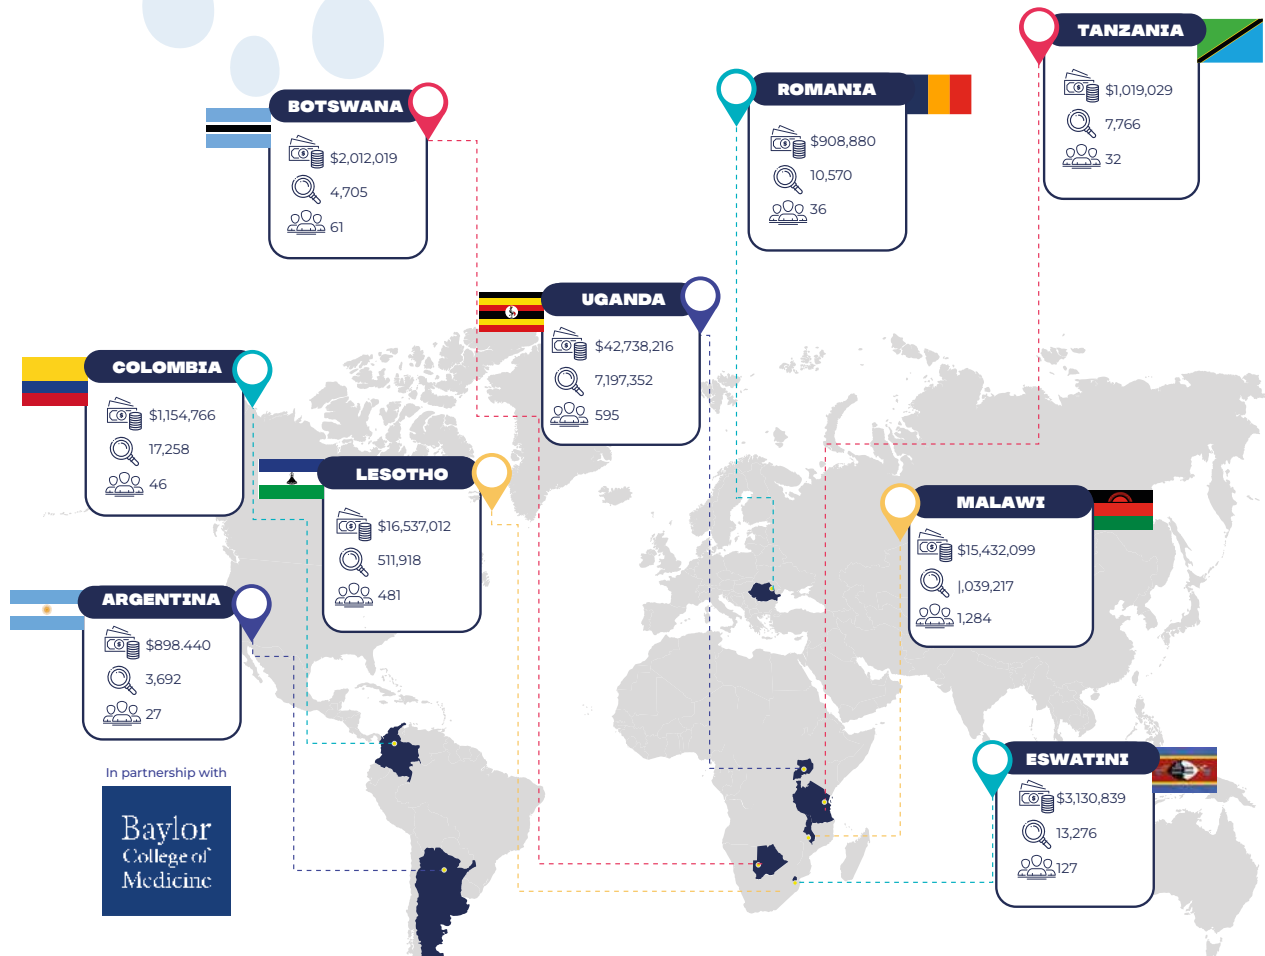 TANZANIA
$1,019,029
7,766
32
ROMANIA
$908,880
10,570
36
BOTSWANA
$2,012,019
4,705
61
UGANDA
$42,738,216
7,197,352
595
COLOMBIA
$1,154,766
17,258
46
LESOTHO
$16,537,012
511,918
481
MALAWI
$15,432,099
|,039,217
1,284
ARGENTINA
$898.440
3,692
27
ESWATINI
$3,130,839
13,276
127
In partnership with
Baylor
College of
Medicine